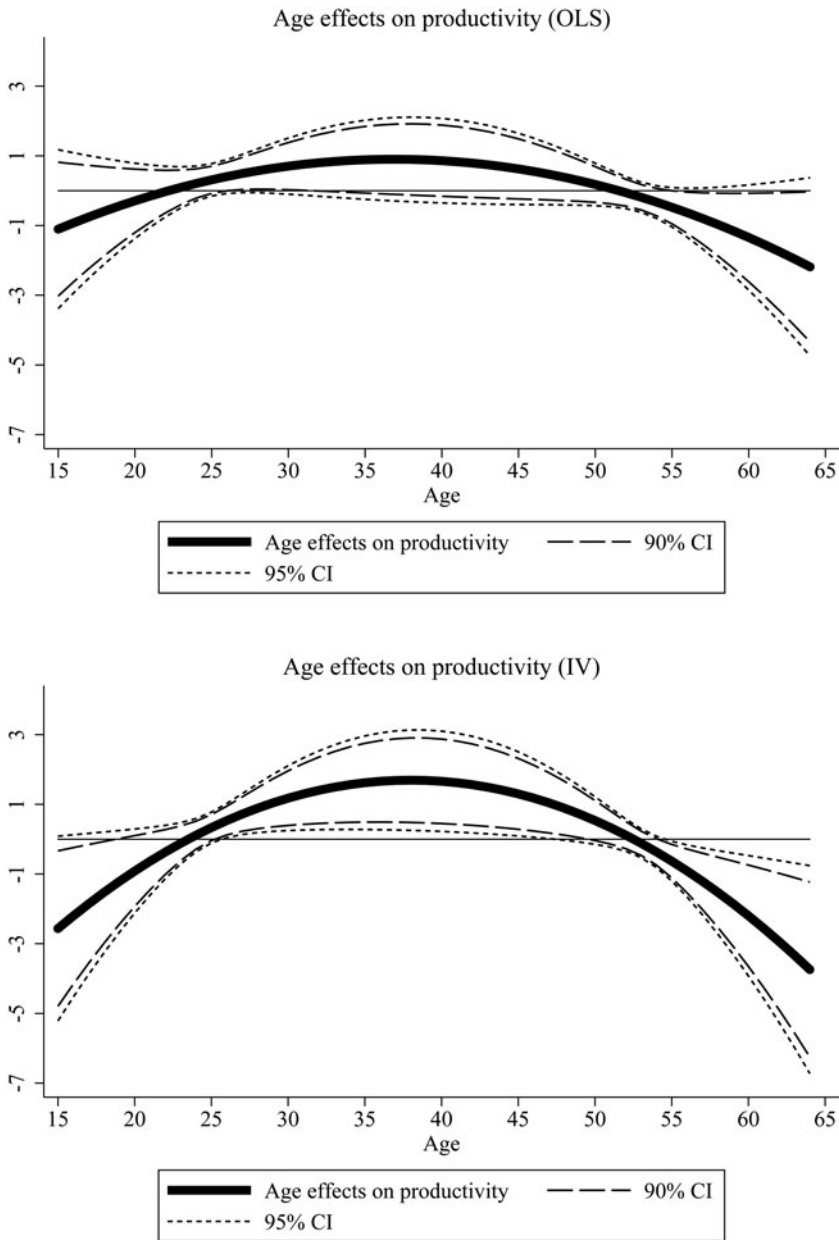 Age effects on productivity (OLS)
3
1
-1
-3
-5
-7
15 20 25 30 35 40 45 50 55 60 65
Age
Age effects on productivity 90% CI
95% CI
Age effects on productivity (IV)
3
1
-1
-3
-5
-7
15 20 25 30 35 40 45 50 55 60 65
Age
Age effects on productivity 90% CI
95% CI